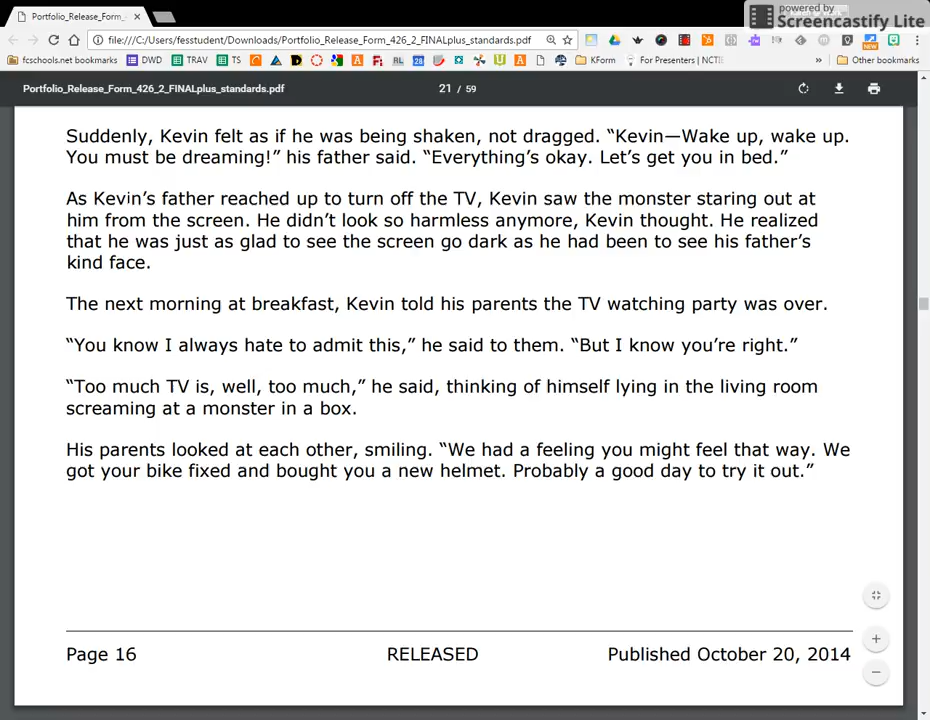 powered by
Portfolio_Release_Form_
Screencastify Lite
file:///C:/Users/fesstudent/Downloads/Portfolio_Release_Form_426_2_FINALplus_standards.pdf
fcschools.net bookmarks DWD TRAV TS RL 28 KForm For Presenters | NCTI » Other bookmarks
Portfolio_Release_Form_426_2_FINALplus_standards.pdf 21 / 59
Suddenly, Kevin felt as if he was being shaken, not dragged. “Kevin—Wake up, wake up.
You must be dreaming!” his father said. “Everything’s okay. Let’s get you in bed.”
As Kevin’s father reached up to turn off the TV, Kevin saw the monster staring out at
him from the screen. He didn’t look so harmless anymore, Kevin thought. He realized
that he was just as glad to see the screen go dark as he had been to see his father’s
kind face.
The next morning at breakfast, Kevin told his parents the TV watching party was over.
“You know I always hate to admit this,” he said to them. “But I know you’re right.”
“Too much TV is, well, too much,” he said, thinking of himself lying in the living room
screaming at a monster in a box.
His parents looked at each other, smiling. “We had a feeling you might feel that way. We
got your bike fixed and bought you a new helmet. Probably a good day to try it out.”
Page 16 RELEASED Published October 20, 2014